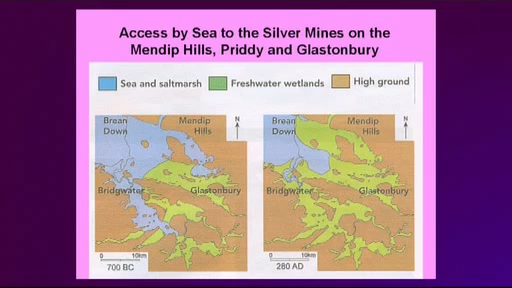 Access by Sea to the Silver Mines on the
Mendip Hills, Priddy and Glastonbury
Sea and saltmarsh Freshwater wetlands High ground
Brean Down
Mendip Hills
N
Bridgwater
Glastonbury
0 10km
700 BC
Brean Down
Mendip Hills
N
Bridgwater
Glastonbury
0 10km
280 AD